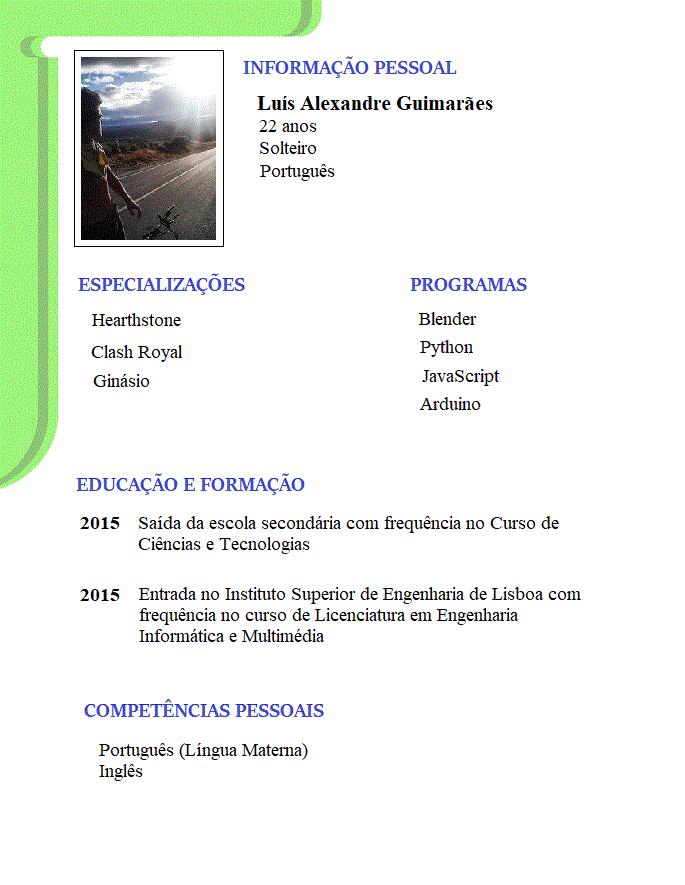 INFORMAÇÃO PESSOAL
Luís Alexandre Guimarães
22 anos
Solteiro
Português
ESPECIALIZAÇÕES
Hearthstone
Clash Royal
Ginásio
PROGRAMAS
Blender
Python
JavaScript
Arduino
EDUCAÇÃO E FORMAÇÃO
2015 Saída da escola secondária com frequência no Curso de
Ciências e Tecnologias
2015 Entrada no Instituto Superior de Engenharia de Lisboa com
frequência no curso de Licenciatura em Engenharia
Informática e Multimédia
COMPETÊNCIAS PESSOAIS
Português (Língua Materna)
Inglês